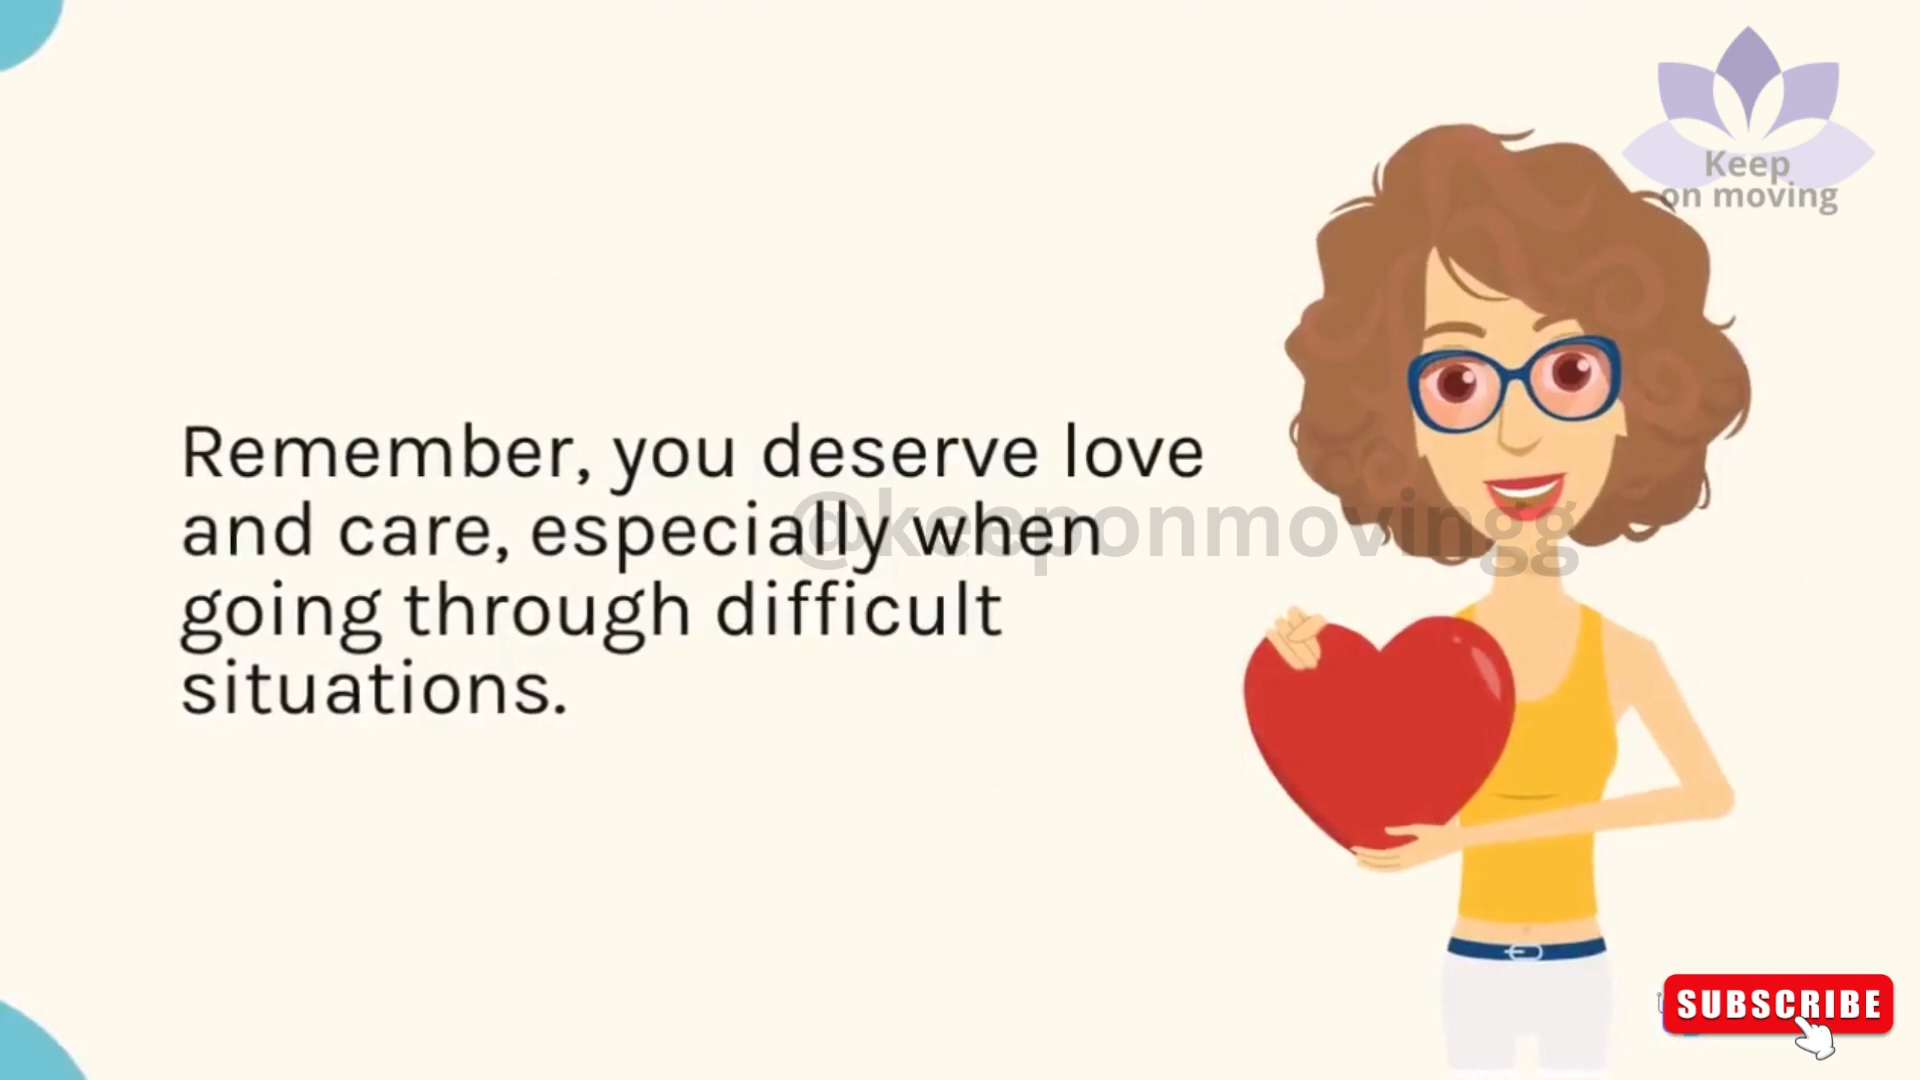 Keep
on moving
Remember, you deserve love
and care, especially when
going through difficult
situations.
@keeponmovingg
SUBSCRIBE